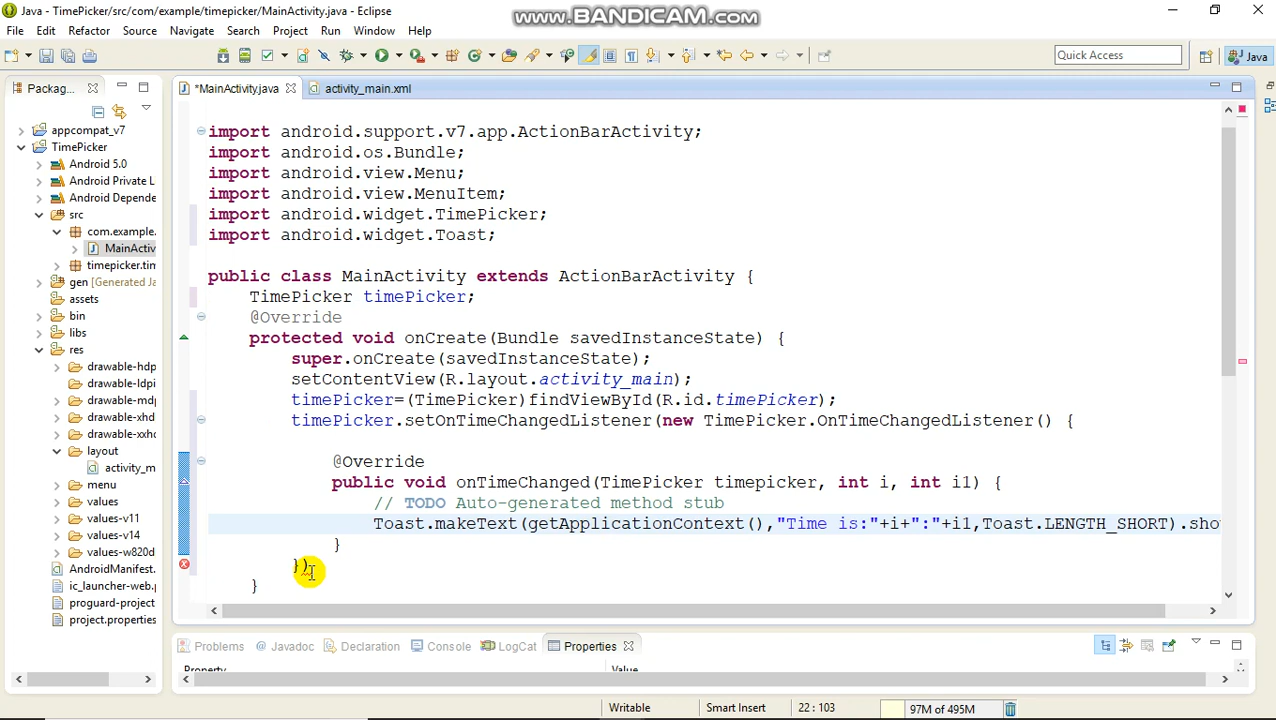 Java - TimePicker/src/com/example/timepicker/MainActivity.java - Eclipse
www.BANDICAM.com
File Edit Refactor Source Navigate Search Project Run Window Help
Quick Access
Java
Packag...
*MainActivity.java
activity_main.xml
appcompat_v7
TimePicker
Android 5.0
Android Private L
Android Depende
src
com.example.
MainActiv
timepicker.tim
gen [Generated Ja
assets
bin
libs
res
drawable-hdp
drawable-ldpi
drawable-mdp
drawable-xhd
drawable-xxhc
layout
activity_m
menu
values
values-v11
values-v14
values-w820d
AndroidManifest.
ic_launcher-web.p
proguard-project
project.properties
import android.support.v7.app.ActionBarActivity;
import android.os.Bundle;
import android.view.Menu;
import android.view.MenuItem;
import android.widget.TimePicker;
import android.widget.Toast;
public class MainActivity extends ActionBarActivity {
TimePicker timePicker;
@Override
protected void onCreate(Bundle savedInstanceState) {
super.onCreate(savedInstanceState);
setContentView(R.layout.activity_main);
timePicker=(TimePicker)findViewById(R.id.timePicker);
timePicker.setOnTimeChangedListener(new TimePicker.OnTimeChangedListener() {
@Override
public void onTimeChanged(TimePicker timepicker, int i, int i1) {
// TODO Auto-generated method stub
Toast.makeText(getApplicationContext(),"Time is:"+i+":"+i1,Toast.LENGTH_SHORT).sho
}
})
}
Problems @ Javadoc Declaration Console LogCat Properties
Property Value
Writable Smart Insert 22 : 103 97M of 495M